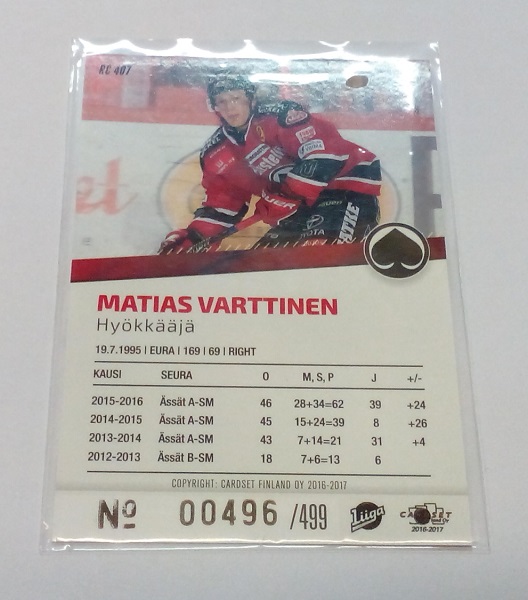 RC 407
MATIAS VARTTINEN
Hyökkääjä
19.7.1995 | EURA | 169 | 69 | RIGHT
KAUSI SEURA O M, S, P J +/-
2015-2016 Ässät A-SM 46 28+34=62 39 +24
2014-2015 Ässät A-SM 45 15+24=39 8 +26
2013-2014 Ässät A-SM 43 7+14=21 31 +4
2012-2013 Ässät B-SM 18 7+6=13 6
COPYRIGHT: CARDSET FINLAND OY 2016-2017
Nº 00496 /499 Liiga CARDSET
2016-2017